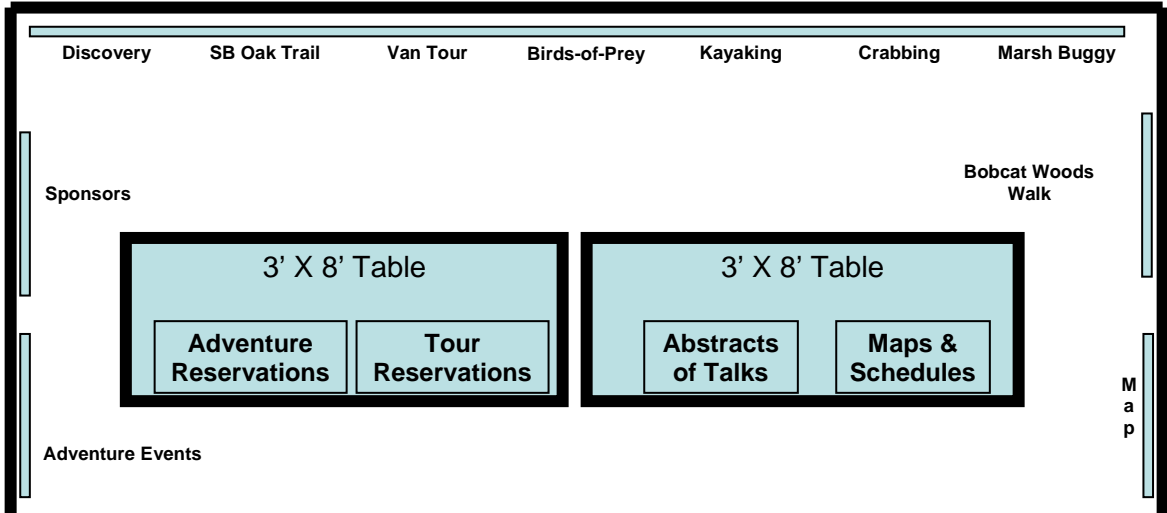 Discovery SB Oak Trail Van Tour Birds-of-Prey Kayaking Crabbing Marsh Buggy
Sponsors
Bobcat Woods
Walk
3’ X 8’ Table
Adventure
Reservations
Tour
Reservations
3’ X 8’ Table
Abstracts
of Talks
Maps &
Schedules
Map
Adventure Events